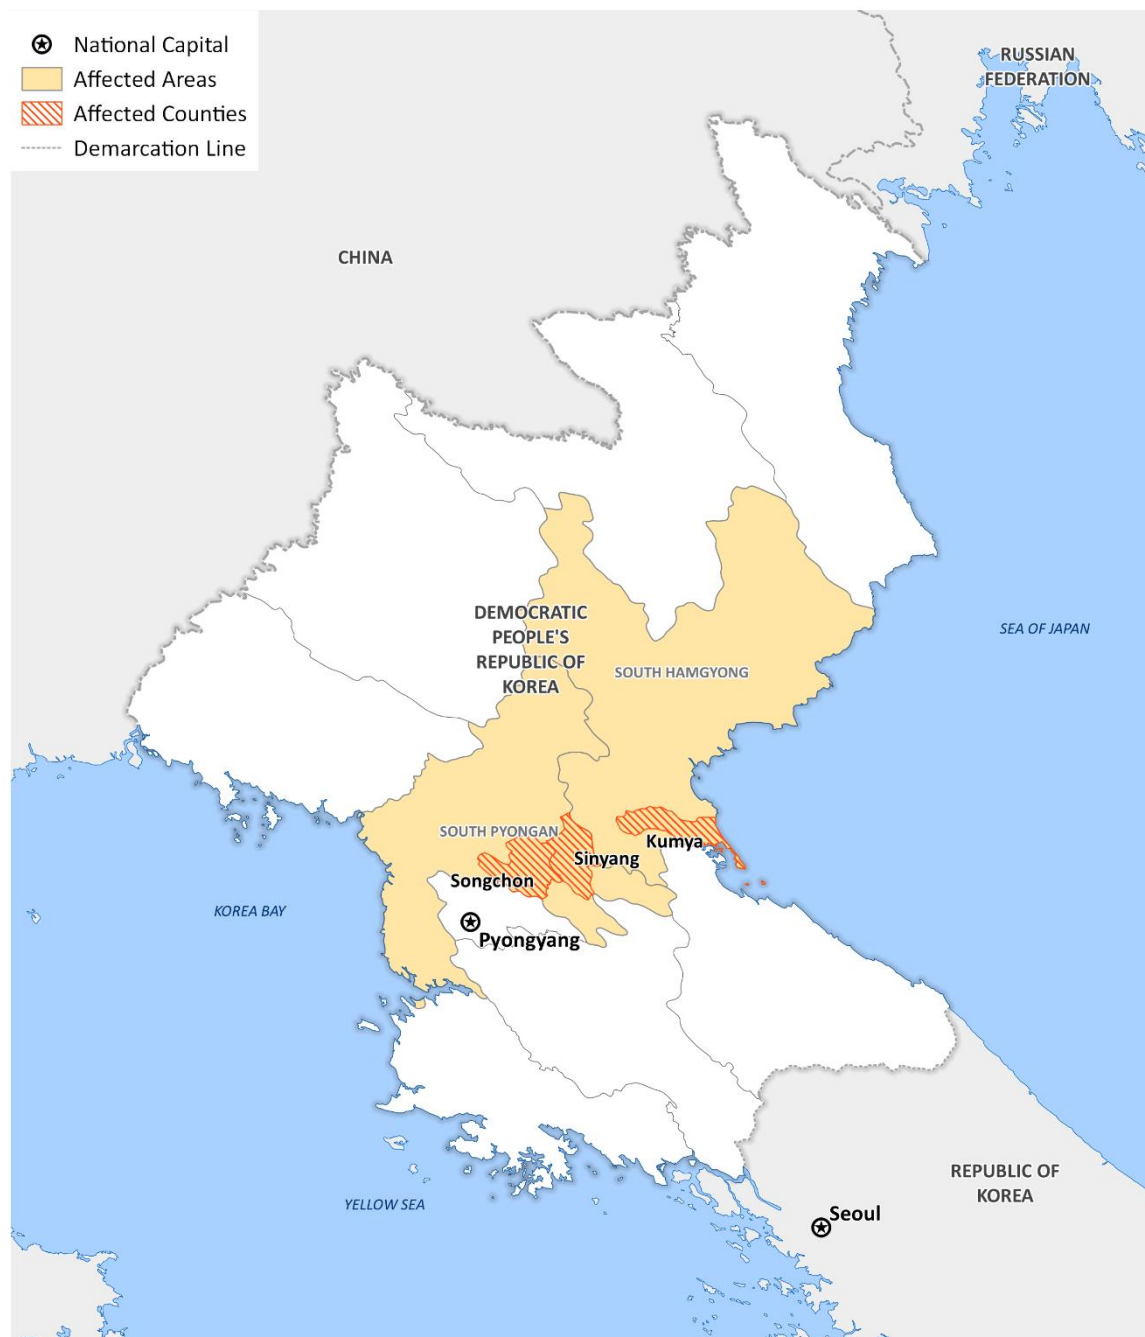 National Capital
Affected Areas
Affected Counties
Demarcation Line
RUSSIAN
FEDERATION
CHINA
DEMOCRATIC
PEOPLE'S
REPUBLIC OF
KOREA
SEA OF JAPAN
SOUTH HAMGYONG
SOUTH PYONGAN
Kumya
Sinyang
Songchon
KOREA BAY
Pyongyang
REPUBLIC OF
KOREA
YELLOW SEA
Seoul